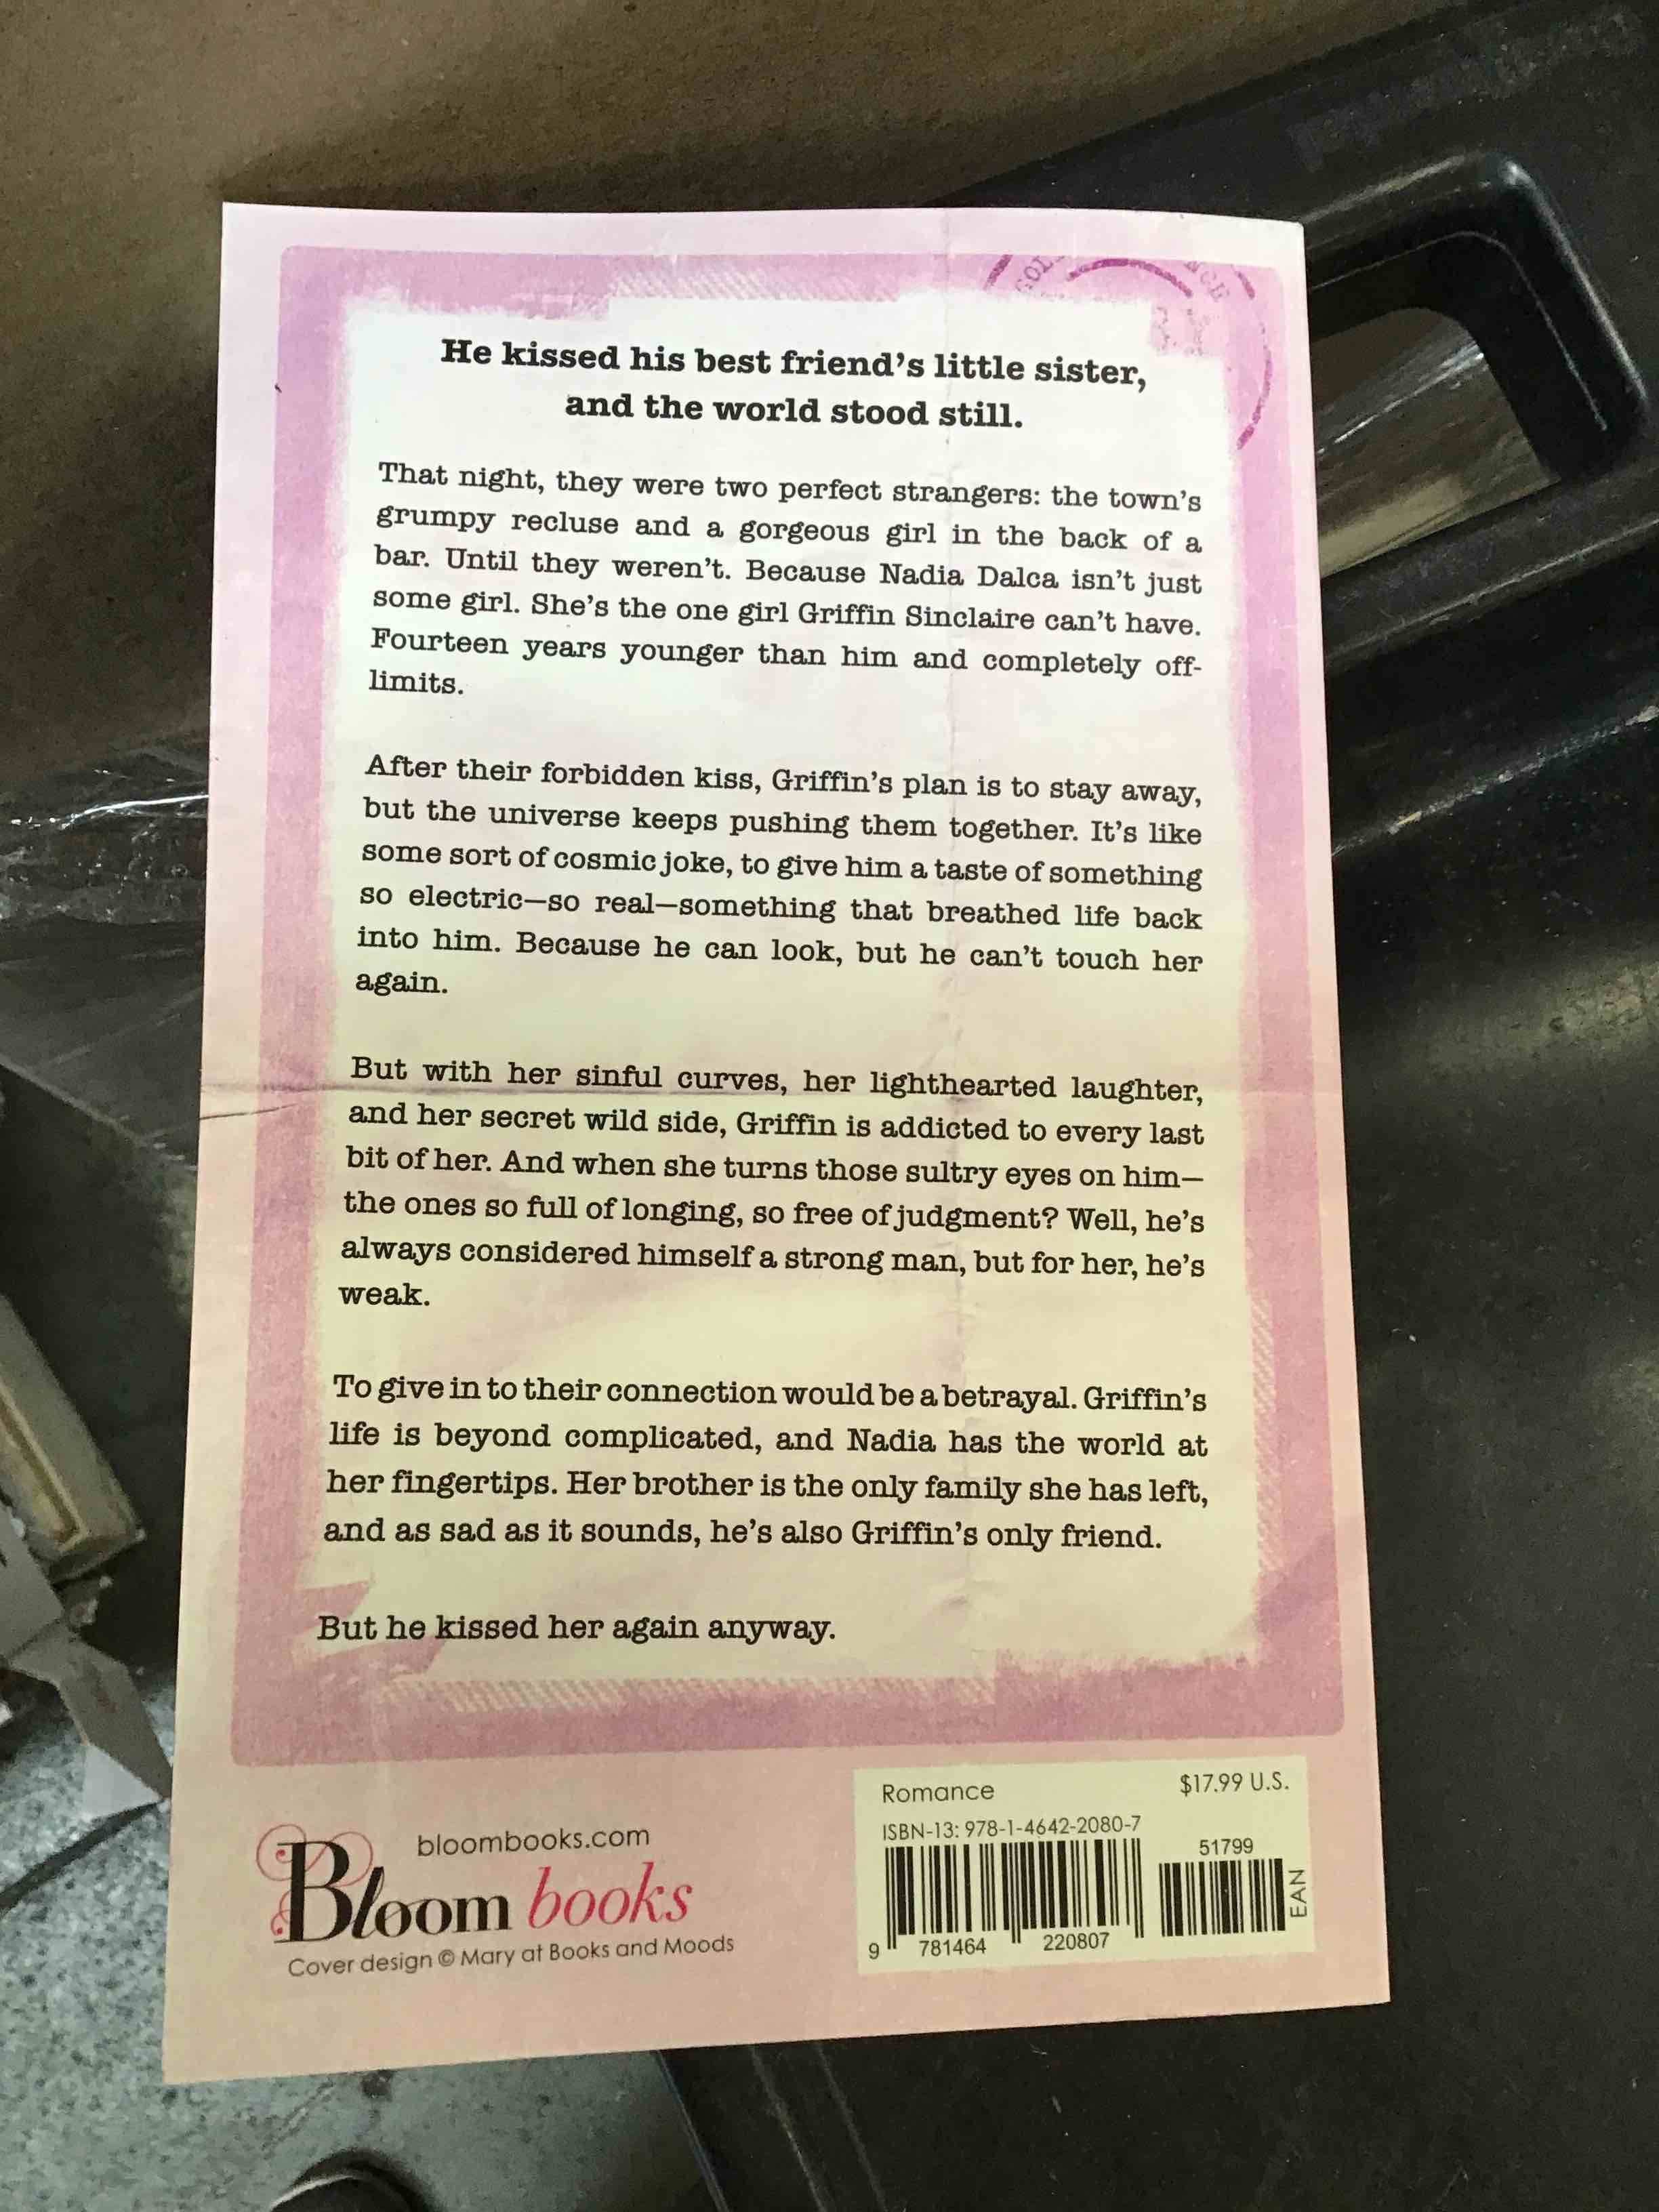 He kissed his best friend's little sister,
and the world stood still.
That night, they were two perfect strangers: the town's
grumpy recluse and a gorgeous girl in the back of a
bar. Until they weren't. Because Nadia Dalca isn't just
some girl. She's the one girl Griffin Sinclaire can't have.
Fourteen years younger than him and completely off-
limits.
After their forbidden kiss, Griffin's plan is to stay away,
but the universe keeps pushing them together. It's like
some sort of cosmic joke, to give him a taste of something
so electric—so real—something that breathed life back
into him. Because he can look, but he can't touch her
again.
But with her sinful curves, her lighthearted laughter,
and her secret wild side, Griffin is addicted to every last
bit of her. And when she turns those sultry eyes on him—
the ones so full of longing, so free of judgment? Well, he's
always considered himself a strong man, but for her, he's
weak.
To give in to their connection would be a betrayal. Griffin's
life is beyond complicated, and Nadia has the world at
her fingertips. Her brother is the only family she has left,
and as sad as it sounds, he's also Griffin's only friend.
But he kissed her again anyway.
bloombooks.com
Bloom books
Cover design © Mary at Books and Moods
Romance $17.99 U.S.
ISBN-13: 978-1-4642-2080-7
51799
EAN
9 781464 220807